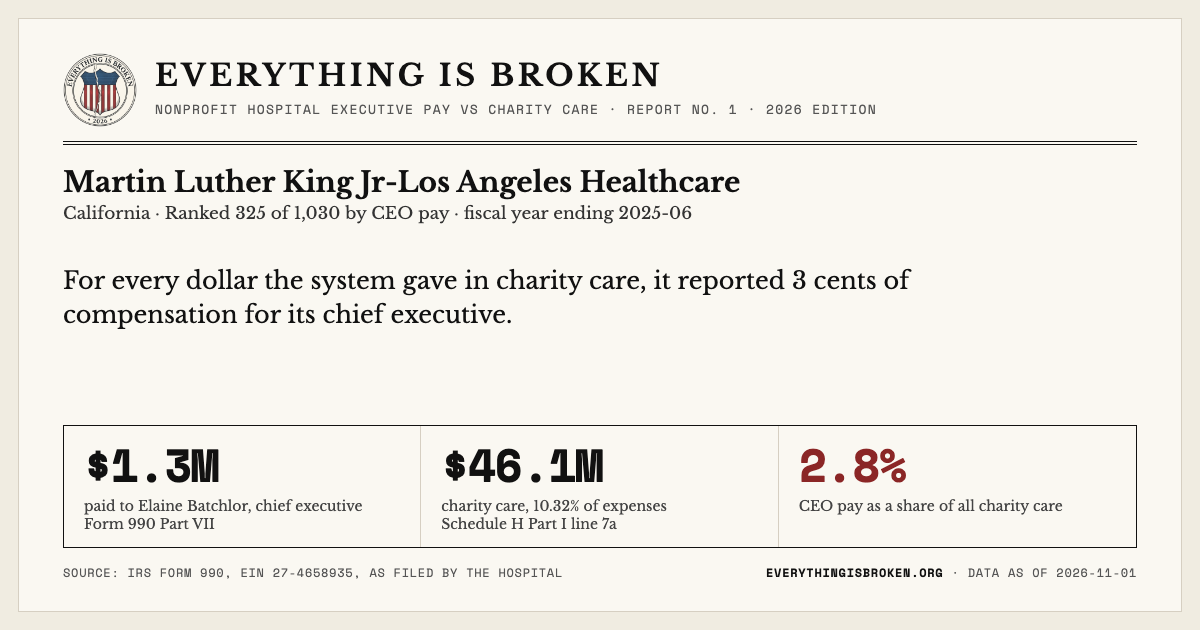 EVERYTHING IS BROKEN
2026
EVERYTHING IS BROKEN
NONPROFIT HOSPITAL EXECUTIVE PAY VS CHARITY CARE · REPORT NO. 1 · 2026 EDITION
Martin Luther King Jr-Los Angeles Healthcare
California · Ranked 325 of 1,030 by CEO pay · fiscal year ending 2025-06
For every dollar the system gave in charity care, it reported 3 cents of
compensation for its chief executive.
$1.3M
paid to Elaine Batchlor, chief executive
Form 990 Part VII
$46.1M
charity care, 10.32% of expenses
Schedule H Part I line 7a
2.8%
CEO pay as a share of all charity care
SOURCE: IRS FORM 990, EIN 27-4658935, AS FILED BY THE HOSPITAL
EVERYTHINGISBROKEN.ORG · DATA AS OF 2026-11-01